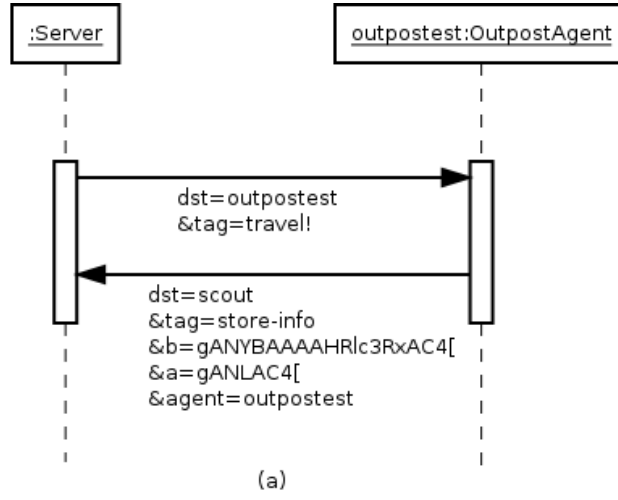 :Server
outpostest:OutpostAgent
dst=outpostest
&tag=travel!
dst=scout
&tag=store-info
&b=gANYBAAAAHRlc3RxAC4[
&a=gANLAC4[
&agent=outpostest
(a)